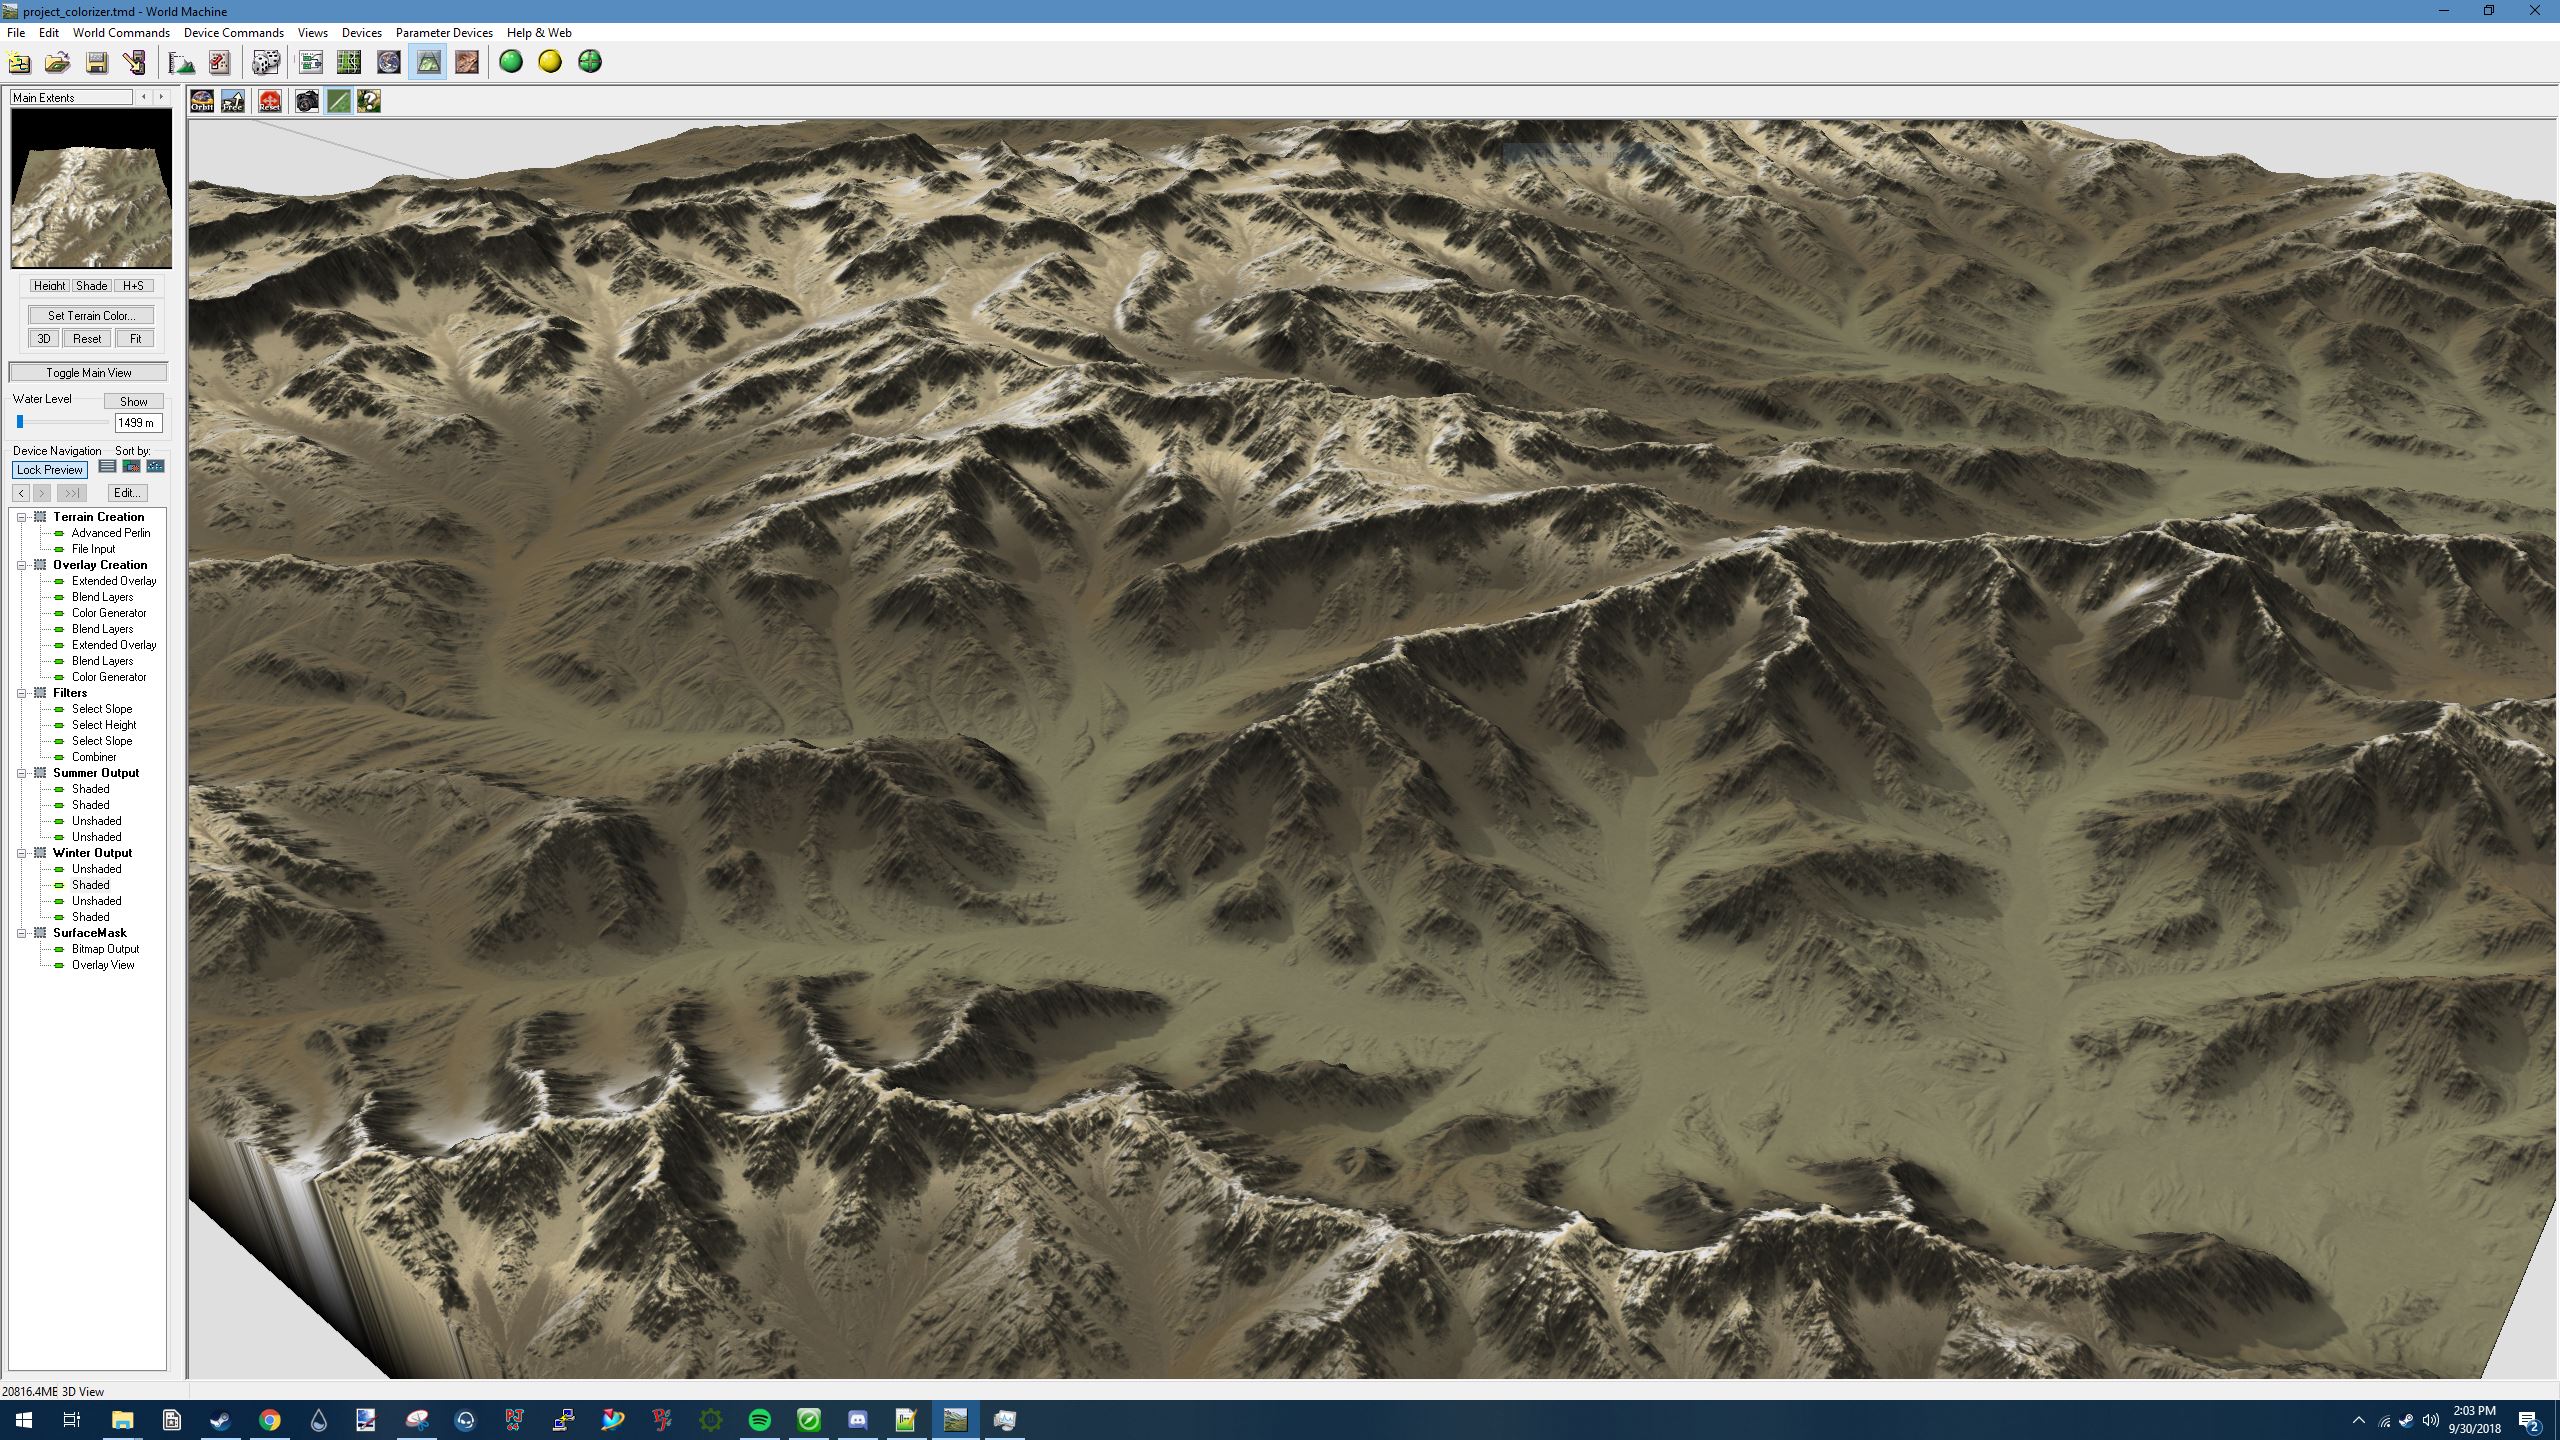 project_colorizer.tmd - World Machine
File Edit World Commands Device Commands Views Devices Parameter Devices Help & Web
Main Extents
Orbit Free Reset
Height Shade H+S
Set Terrain Color...
3D Reset Fit
Toggle Main View
Water Level Show
1499 m
Device Navigation Sort by:
Lock Preview
< > >>| Edit...
Terrain Creation
Advanced Perlin
File Input
Overlay Creation
Extended Overlay
Blend Layers
Color Generator
Blend Layers
Extended Overlay
Blend Layers
Color Generator
Filters
Select Slope
Select Height
Select Slope
Combiner
Summer Output
Shaded
Shaded
Unshaded
Unshaded
Winter Output
Unshaded
Shaded
Unshaded
Shaded
SurfaceMask
Bitmap Output
Overlay View
20816.4MB 3D View
2:03 PM
9/30/2018
2